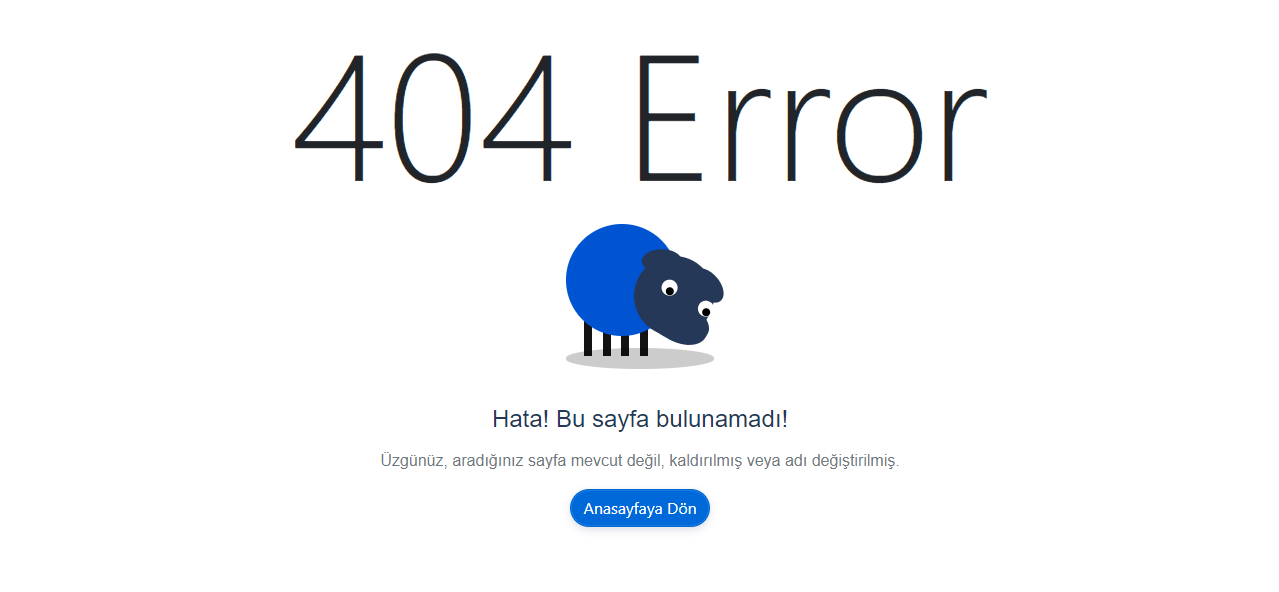 404 Error
Hata! Bu sayfa bulunamadı!
Üzgünüz, aradığınız sayfa mevcut değil, kaldırılmış veya adı değiştirilmiş.
Anasayfaya Dön